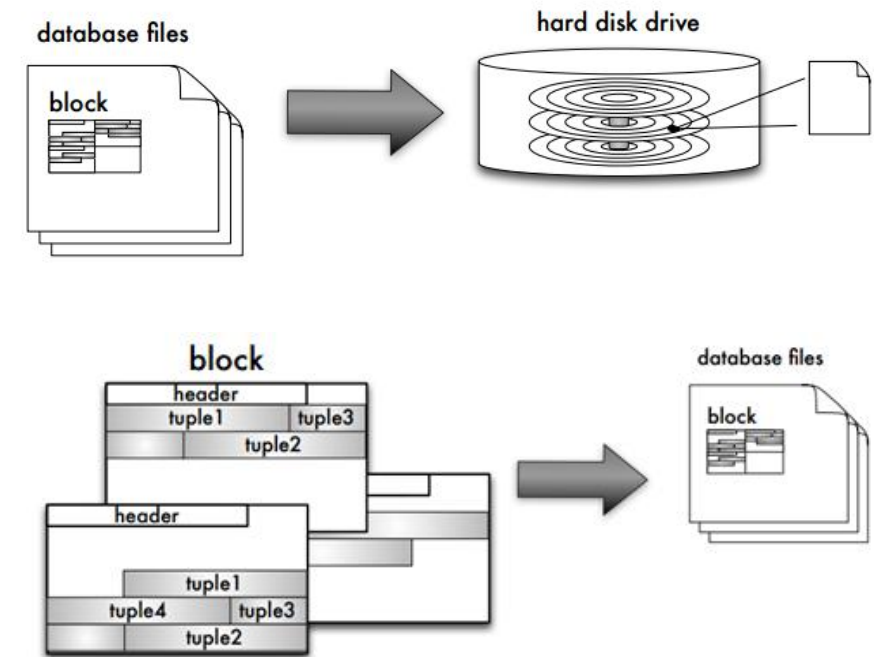 database files
hard disk drive
block
block
header
tuple1 tuple3
tuple2
header
tuple1
tuple4 tuple3
tuple2
database files
block